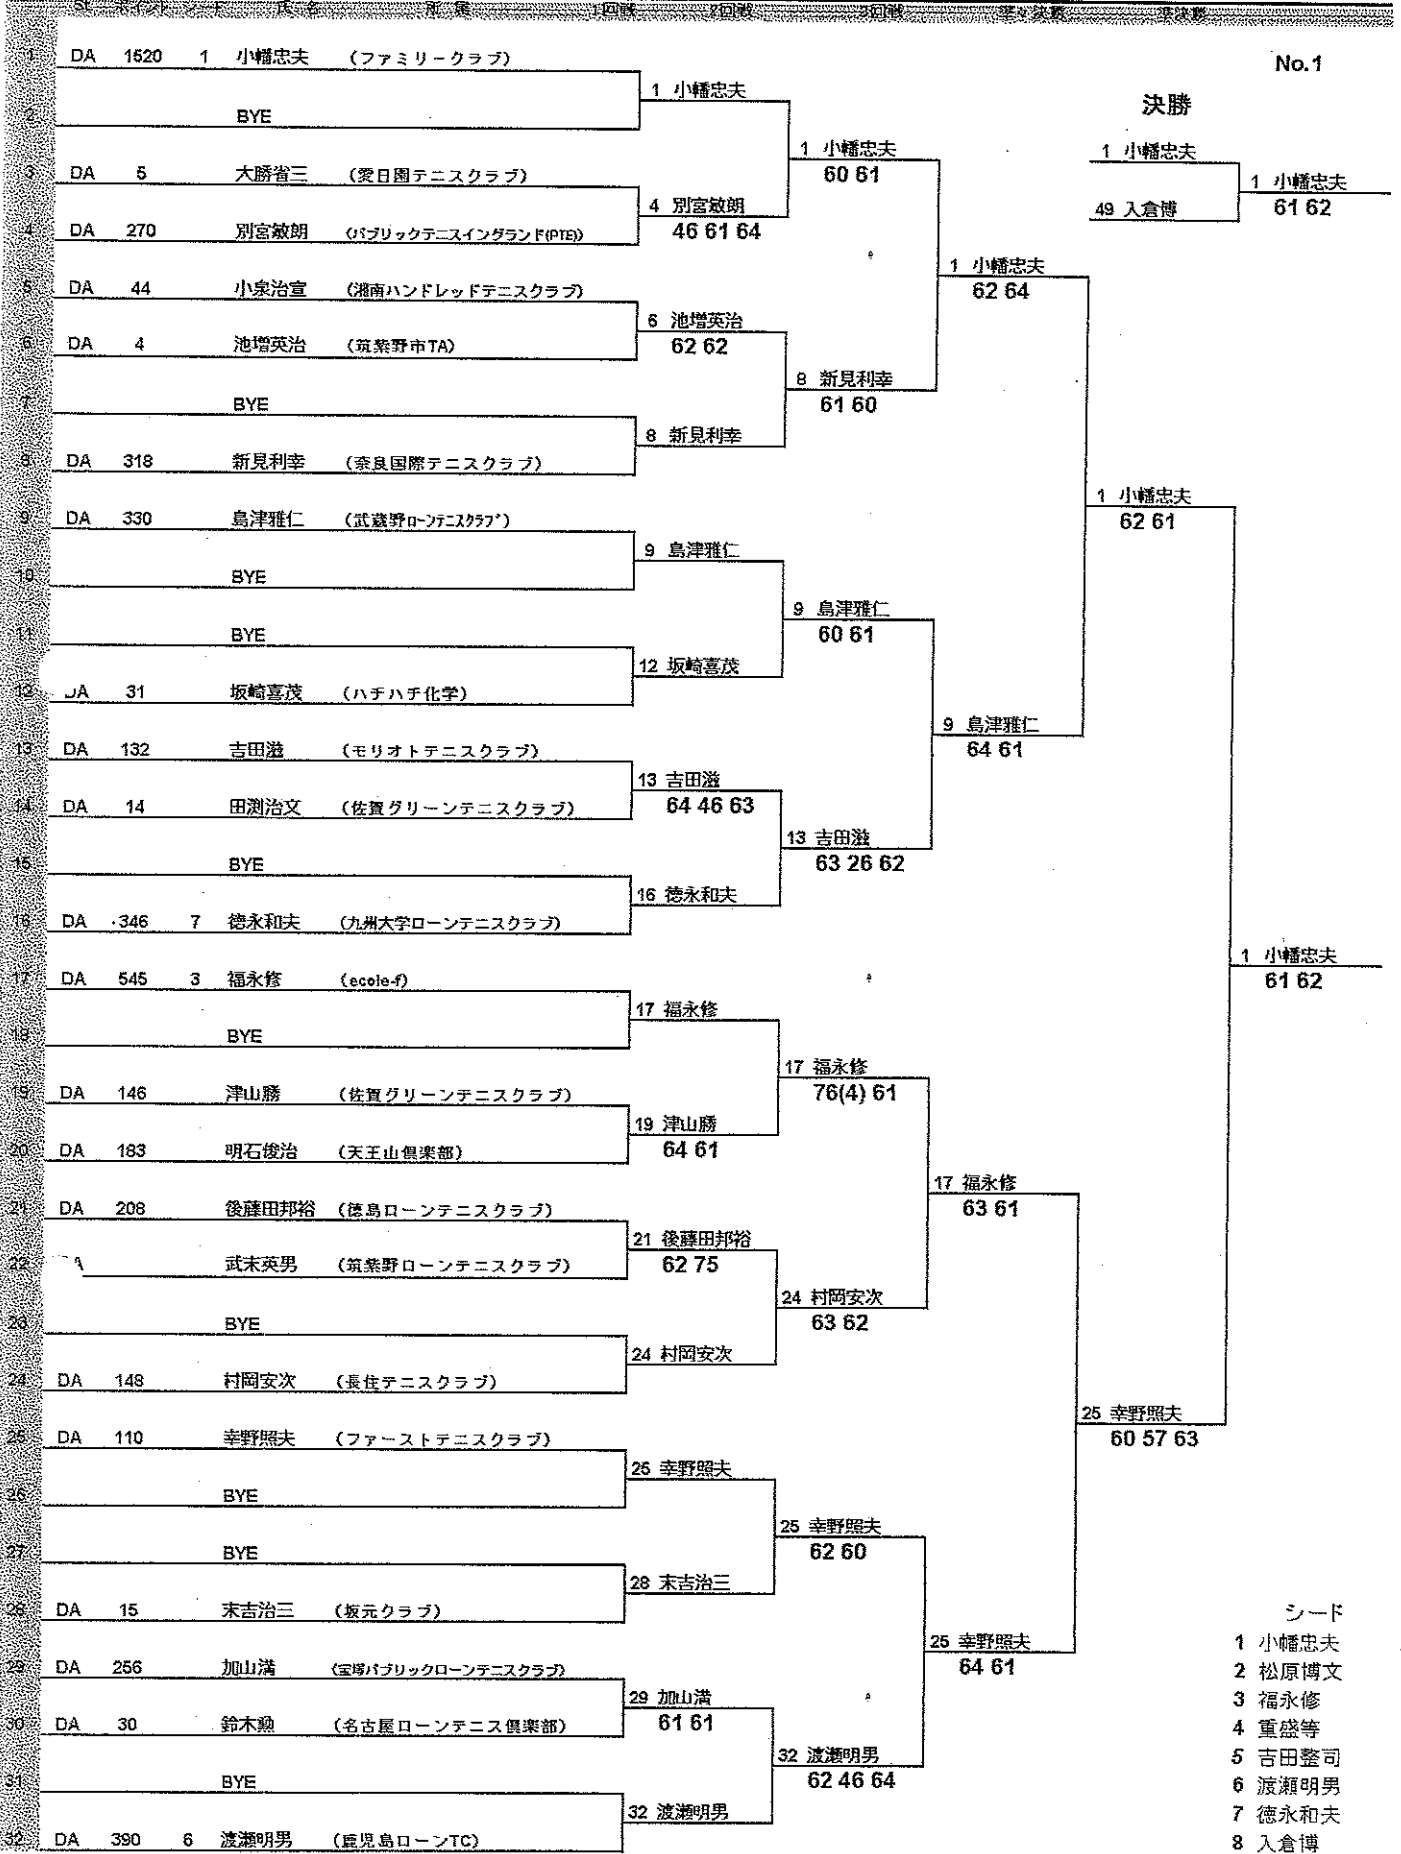 St. ポイント シード 氏 名 所 属 1回戦 2回戦 3回戦 準々決勝 準決勝
No.1
決勝
1 小幡忠夫
49 入倉博
1 小幡忠夫
61 62
1 DA 1520 1 小幡忠夫 (ファミリークラブ)
1 小幡忠夫
2 BYE
1 小幡忠夫
60 61
3 DA 5 大勝省三 (愛日園テニスクラブ)
4 別宮敏朗
46 61 64
4 DA 270 別宮敏朗 (パブリックテニスイングランド(PTE))
1 小幡忠夫
62 64
5 DA 44 小泉治宣 (湘南ハンドレッドテニスクラブ)
6 池増英治
62 62
6 DA 4 池増英治 (筑紫野市TA)
8 新見利幸
61 60
7 BYE
8 新見利幸
8 DA 318 新見利幸 (奈良国際テニスクラブ)
1 小幡忠夫
62 61
9 DA 330 島津雅仁 (武蔵野ローンテニスクラブ)
9 島津雅仁
10 BYE
9 島津雅仁
60 61
11 BYE
12 坂崎喜茂
12 DA 31 坂崎喜茂 (ハチハチ化学)
9 島津雅仁
64 61
13 DA 132 吉田滋 (モリオトテニスクラブ)
13 吉田滋
64 46 63
14 DA 14 田渕治文 (佐賀グリーンテニスクラブ)
13 吉田滋
63 26 62
15 BYE
16 徳永和夫
16 DA 346 7 徳永和夫 (九州大学ローンテニスクラブ)
1 小幡忠夫
61 62
17 DA 545 3 福永修 (ecole-f)
17 福永修
18 BYE
17 福永修
76(4) 61
19 DA 146 津山勝 (佐賀グリーンテニスクラブ)
19 津山勝
64 61
20 DA 183 明石俊治 (天王山倶楽部)
17 福永修
63 61
21 DA 208 後藤田邦裕 (徳島ローンテニスクラブ)
21 後藤田邦裕
62 75
22 武末英男 (筑紫野ローンテニスクラブ)
24 村岡安次
63 62
23 BYE
24 村岡安次
24 DA 148 村岡安次 (長住テニスクラブ)
25 幸野照夫
60 57 63
25 DA 110 幸野照夫 (ファーストテニスクラブ)
25 幸野照夫
26 BYE
25 幸野照夫
62 60
27 BYE
28 末吉治三
28 DA 15 末吉治三 (坂元クラブ)
25 幸野照夫
64 61
29 DA 256 加山満 (宝塚パブリックローンテニスクラブ)
29 加山満
61 61
30 DA 30 鈴木勲 (名古屋ローンテニス倶楽部)
32 渡瀬明男
62 46 64
31 BYE
32 渡瀬明男
32 DA 390 6 渡瀬明男 (鹿児島ローンTC)
シード
1 小幡忠夫
2 松原博文
3 福永修
4 重盛等
5 吉田整司
6 渡瀬明男
7 徳永和夫
8 入倉博